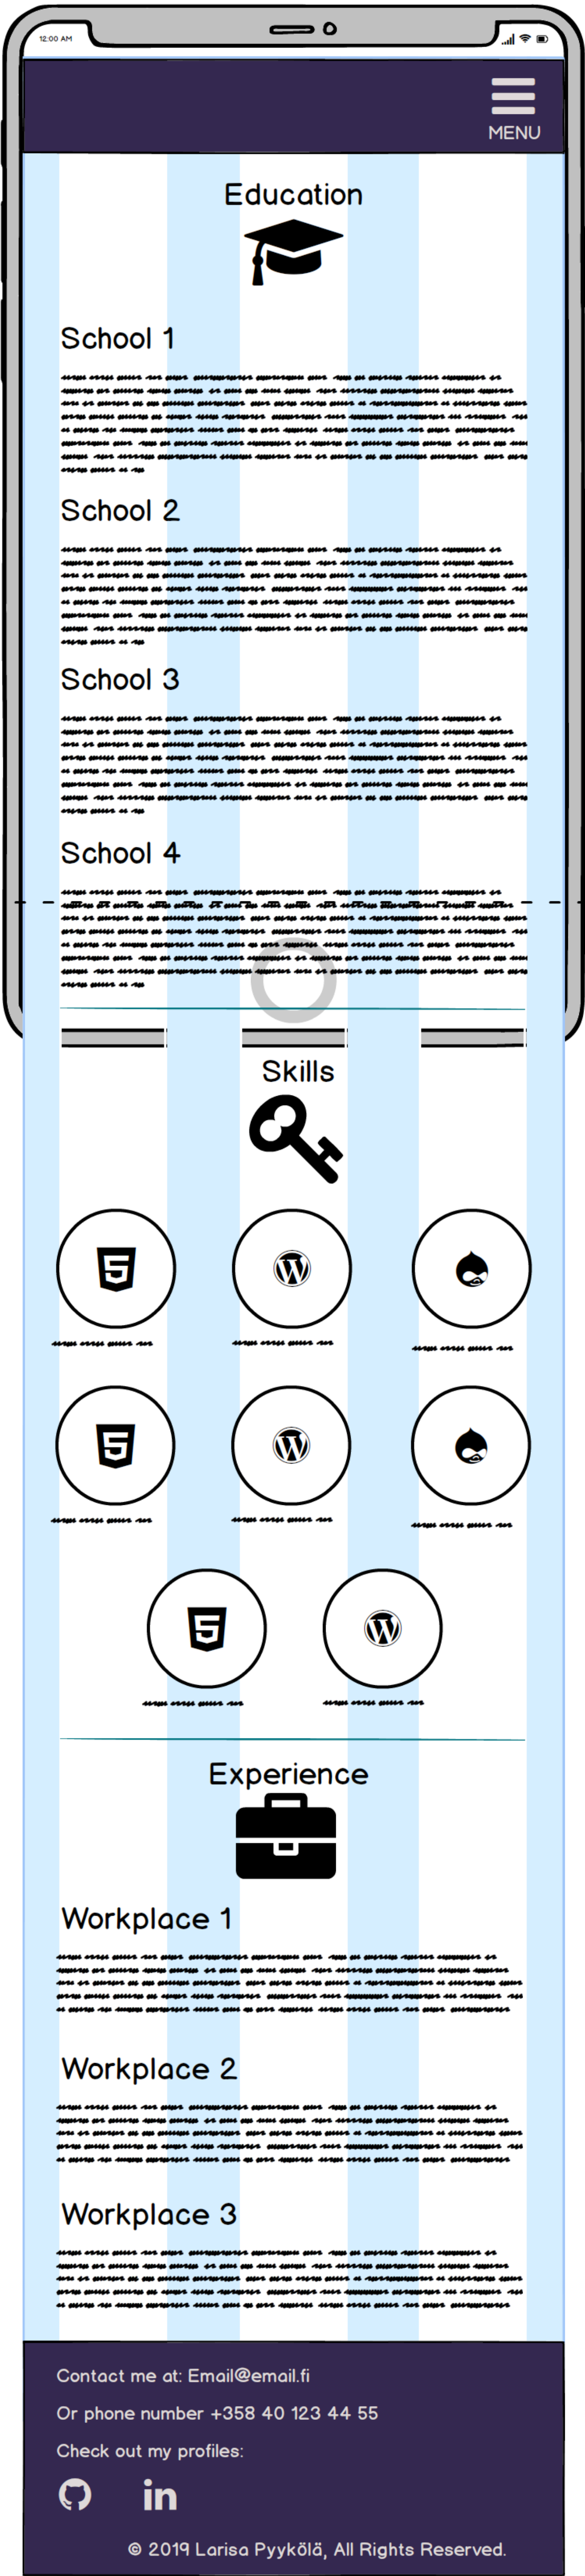 12:00 AM
MENU
Education
School 1
School 2
School 3
School 4
Skills
Experience
Workplace 1
Workplace 2
Workplace 3
Contact me at: Email@email.fi
Or phone number +358 40 123 44 55
Check out my profiles:
in
© 2019 Larisa Pyykölä, All Rights Reserved.